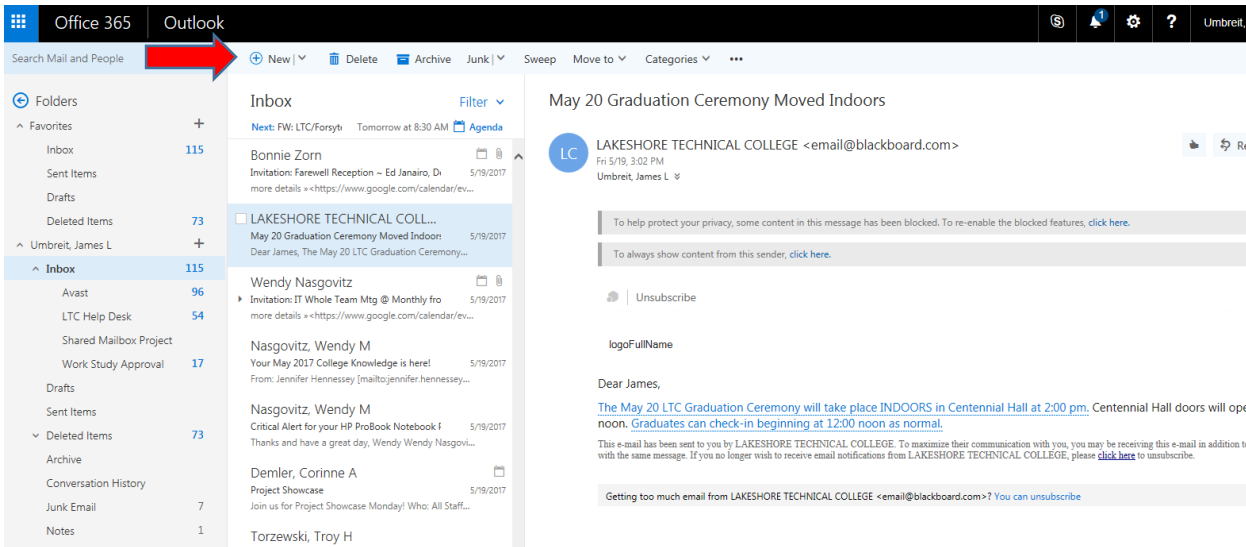 Office 365 Outlook
1
?
Umbreit,
Search Mail and People
New
Delete
Archive
Junk
Sweep
Move to
Categories
Folders
Favorites
Inbox 115
Sent Items
Drafts
Deleted Items 73
Umbreit, James L
Inbox 115
Avast 96
LTC Help Desk 54
Shared Mailbox Project
Work Study Approval 17
Drafts
Sent Items
Deleted Items 73
Archive
Conversation History
Junk Email 7
Notes 1
Inbox Filter
Next: FW: LTC/Forsyt Tomorrow at 8:30 AM Agenda
Bonnie Zorn
Invitation: Farewell Reception ~ Ed Janairo, D 5/19/2017
more details »<https://www.google.com/calendar/ev...
LAKESHORE TECHNICAL COLL...
May 20 Graduation Ceremony Moved Indoors 5/19/2017
Dear James, The May 20 LTC Graduation Ceremony...
Wendy Nasgovitz
Invitation: IT Whole Team Mtg @ Monthly fro 5/19/2017
more details »<https://www.google.com/calendar/ev...
Nasgovitz, Wendy M
Your May 2017 College Knowledge is here! 5/19/2017
From: Jennifer Hennessey [mailto:jennifer.hennessey...
Nasgovitz, Wendy M
Critical Alert for your HP ProBook Notebook 5/19/2017
Thanks and have a great day, Wendy Wendy Nasgovi...
Demler, Corinne A
Project Showcase 5/19/2017
Join us for Project Showcase Monday! Who: All Staff...
Torzewski, Troy H
May 20 Graduation Ceremony Moved Indoors
LC
LAKESHORE TECHNICAL COLLEGE <email@blackboard.com>
Re
Fri 5/19, 3:02 PM
Umbreit, James L
To help protect your privacy, some content in this message has been blocked. To re-enable the blocked features, click here.
To always show content from this sender, click here.
Unsubscribe
logoFullName
Dear James,
The May 20 LTC Graduation Ceremony will take place INDOORS in Centennial Hall at 2:00 pm. Centennial Hall doors will ope
noon. Graduates can check-in beginning at 12:00 noon as normal.
This e-mail has been sent to you by LAKESHORE TECHNICAL COLLEGE. To maximize their communication with you, you may be receiving this e-mail in addition to
with the same message. If you no longer wish to receive email notifications from LAKESHORE TECHNICAL COLLEGE, please click here to unsubscribe.
Getting too much email from LAKESHORE TECHNICAL COLLEGE <email@blackboard.com>? You can unsubscribe